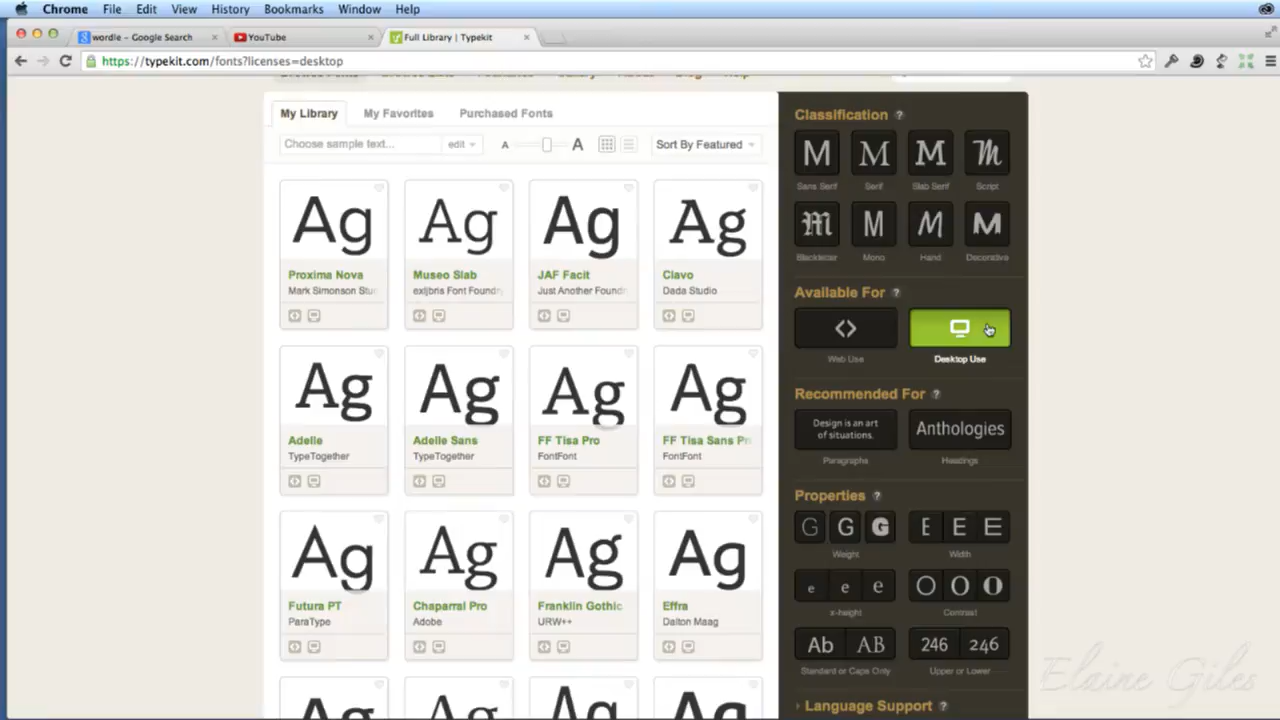 Chrome File Edit View History Bookmarks Window Help
wordle - Google Search
YouTube
Full Library | Typekit
https://typekit.com/fonts?licenses=desktop
My Library My Favorites Purchased Fonts
Choose sample text... edit A A Sort By Featured
Ag Ag Ag Ag
Proxima Nova Museo Slab JAF Facit Clavo
Mark Simonson Stu exljbris Font Foundr Just Another Foundr Dada Studio
Ag Ag Ag Ag
Adelle Adelle Sans FF Tisa Pro FF Tisa Sans Pr
TypeTogether TypeTogether FontFont FontFont
Ag Ag Ag Ag
Futura PT Chaparral Pro Franklin Gothic Effra
ParaType Adobe URW++ Dalton Maag
Classification ?
M M M M
Sans Serif Serif Slab Serif Script
M M M M
Blackletter Mono Hand Decorative
Available For ?
Web Use Desktop Use
Recommended For ?
Design is an art
of situations.
Anthologies
Paragraphs Headings
Properties ?
G G G E E E
Weight Width
e e e O O O
x-height Contrast
Ab AB 246 246
Standard or Caps Only Upper or Lower
Language Support ?
Elaine Giles